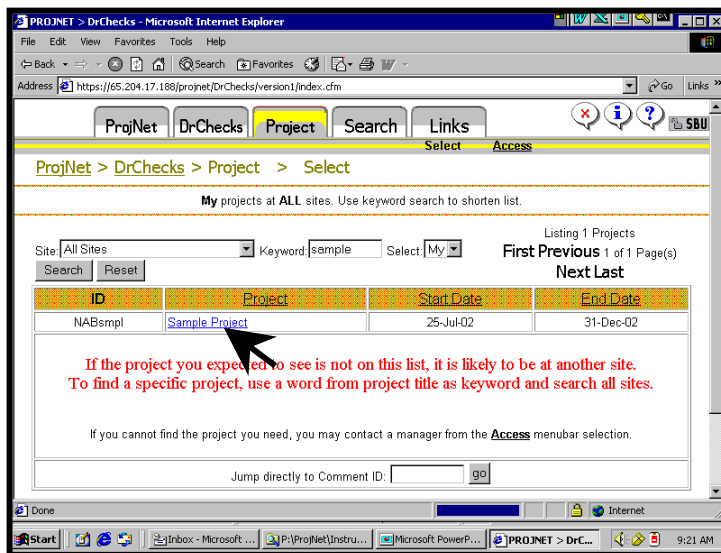 PROJNET > DrChecks - Microsoft Internet Explorer
File Edit View Favorites Tools Help
Back Search Favorites
Address https://65.204.17.188/projnet/DrChecks/version1/index.cfm Go Links »
ProjNet DrChecks Project Search Links SBU
Select Access
ProjNet > DrChecks > Project > Select
My projects at ALL sites. Use keyword search to shorten list.
Listing 1 Projects
Site: All Sites Keyword: sample Select: My First Previous 1 of 1 Page(s)
Search Reset Next Last
ID Project Start Date End Date
NABsmpl Sample Project 25-Jul-02 31-Dec-02
If the project you expected to see is not on this list, it is likely to be at another site.
To find a specific project, use a word from project title as keyword and search all sites.
If you cannot find the project you need, you may contact a manager from the Access menubar selection.
Jump directly to Comment ID: go
Done Internet
Start Inbox - Microsoft ... P:\ProjNet\Instru... Microsoft PowerP... PROJNET > DrC... 9:21 AM